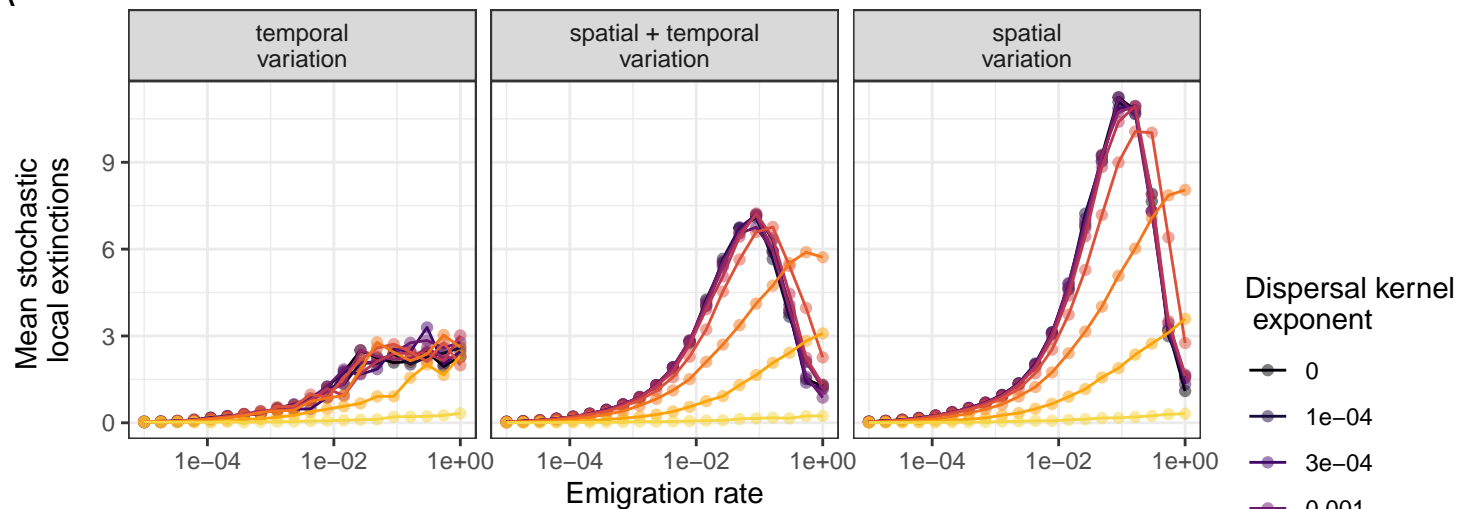 temporal
variation
spatial + temporal
variation
spatial
variation
Mean stochastic
local extinctions
9
6
3
0
1e−04
1e−02
1e+00
1e−04
1e−02
1e+00
1e−04
1e−02
1e+00
Emigration rate
Dispersal kernel
exponent
0
1e−04
3e−04
0.001